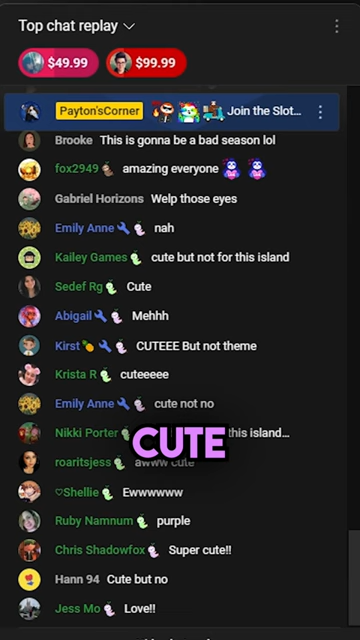 Top chat replay
$49.99 $99.99
Payton'sCorner Join the Slot...
Brooke This is gonna be a bad season lol
fox2949 amazing everyone
Gabriel Horizons Welp those eyes
Emily Anne nah
Kailey Games cute but not for this island
Sedef Rg Cute
Abigail Mehhh
Kirst CUTEEE But not theme
Krista R cuteeeee
Emily Anne cute not no
Nikki Porter this island...
CUTE
roaritsjess awww cute
♡Shellie Ewwwwww
Ruby Namnum purple
Chris Shadowfox Super cute!!
Hann 94 Cute but no
Jess Mo Love!!